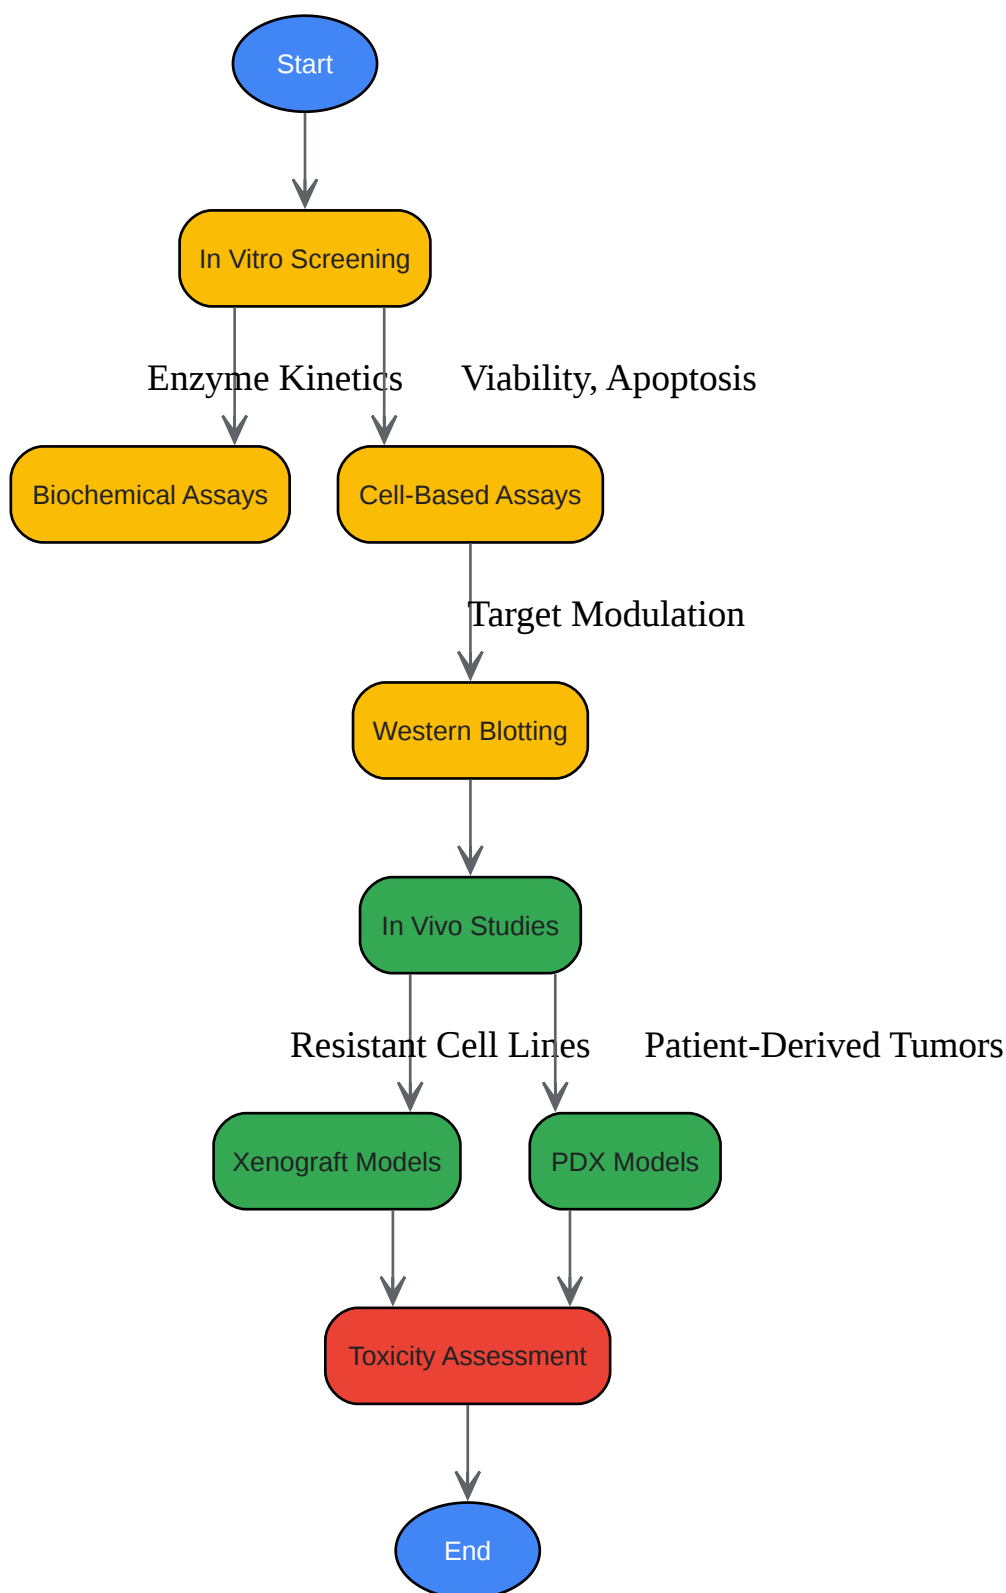 Start
In Vitro Screening
Enzyme Kinetics
Viability, Apoptosis
Biochemical Assays
Cell-Based Assays
Target Modulation
Western Blotting
In Vivo Studies
Resistant Cell Lines
Patient-Derived Tumors
Xenograft Models
PDX Models
Toxicity Assessment
End